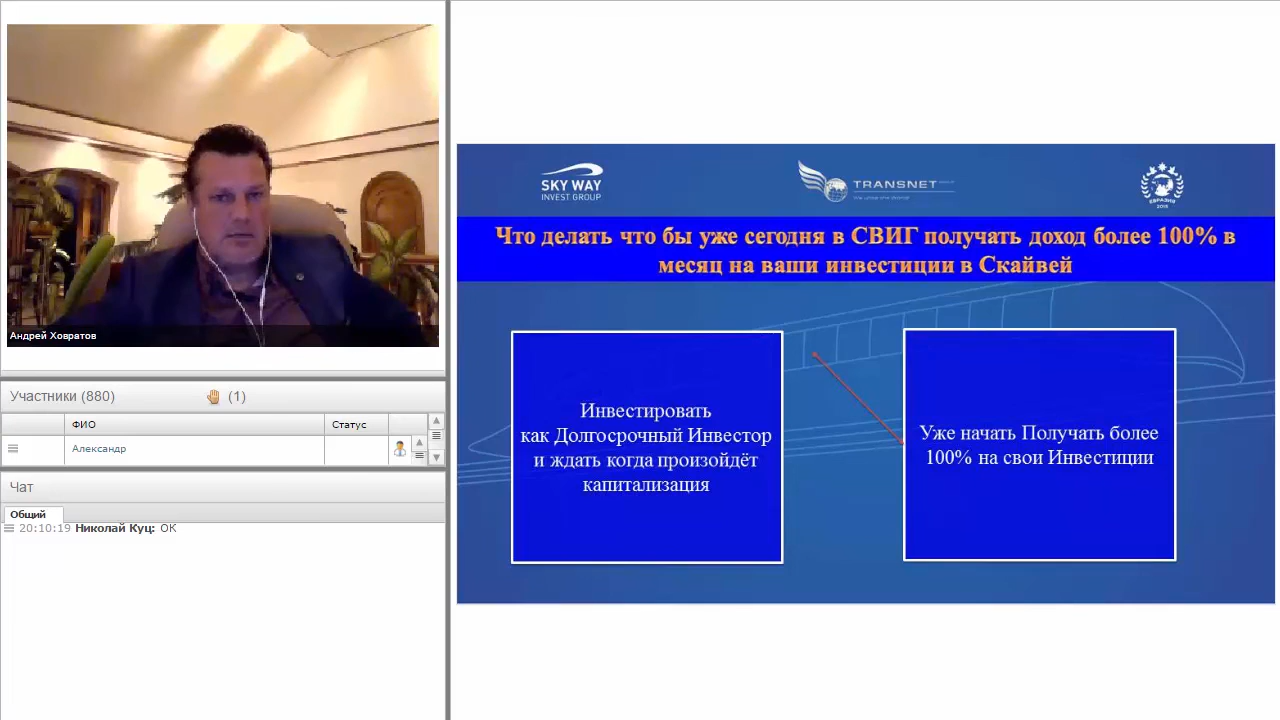 Андрей Ховратов
Участники (880)
(1)
ФИО
Статус
Александр
Чат
Общий
20:10:19 Николай Куц: ОК
SKY WAY
INVEST GROUP
TRANSNET
ЕВРАЗИЯ
Что делать что бы уже сегодня в СВИГ получать доход более 100% в
месяц на ваши инвестиции в Скайвей
Инвестировать
как Долгосрочный Инвестор
и ждать когда произойдёт
капитализация
Уже начать Получать более
100% на свои Инвестиции